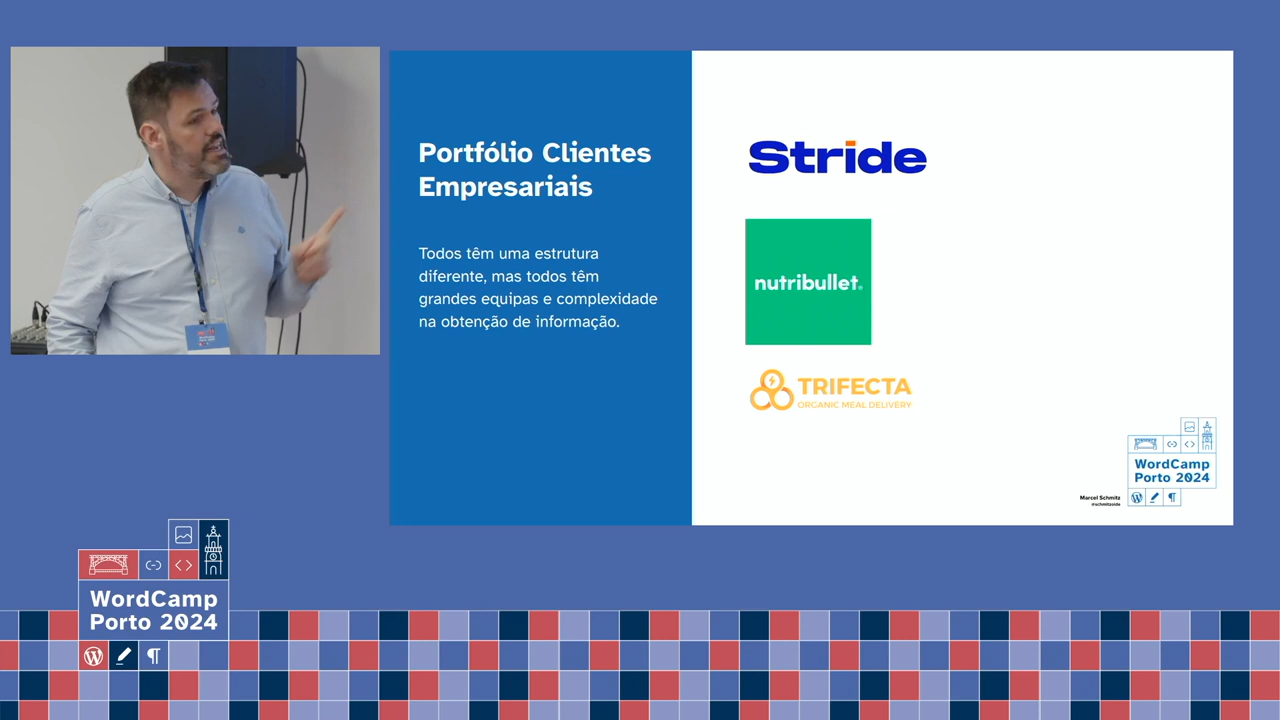 Portfólio Clientes
Empresariais
Todos têm uma estrutura
diferente, mas todos têm
grandes equipas e complexidade
na obtenção de informação.
Stride
nutribullet®
TRIFECTA
ORGANIC MEAL DELIVERY
Marcel Schmitz
@schmitzoide
WordCamp
Porto 2024
WordCamp
Porto 2024